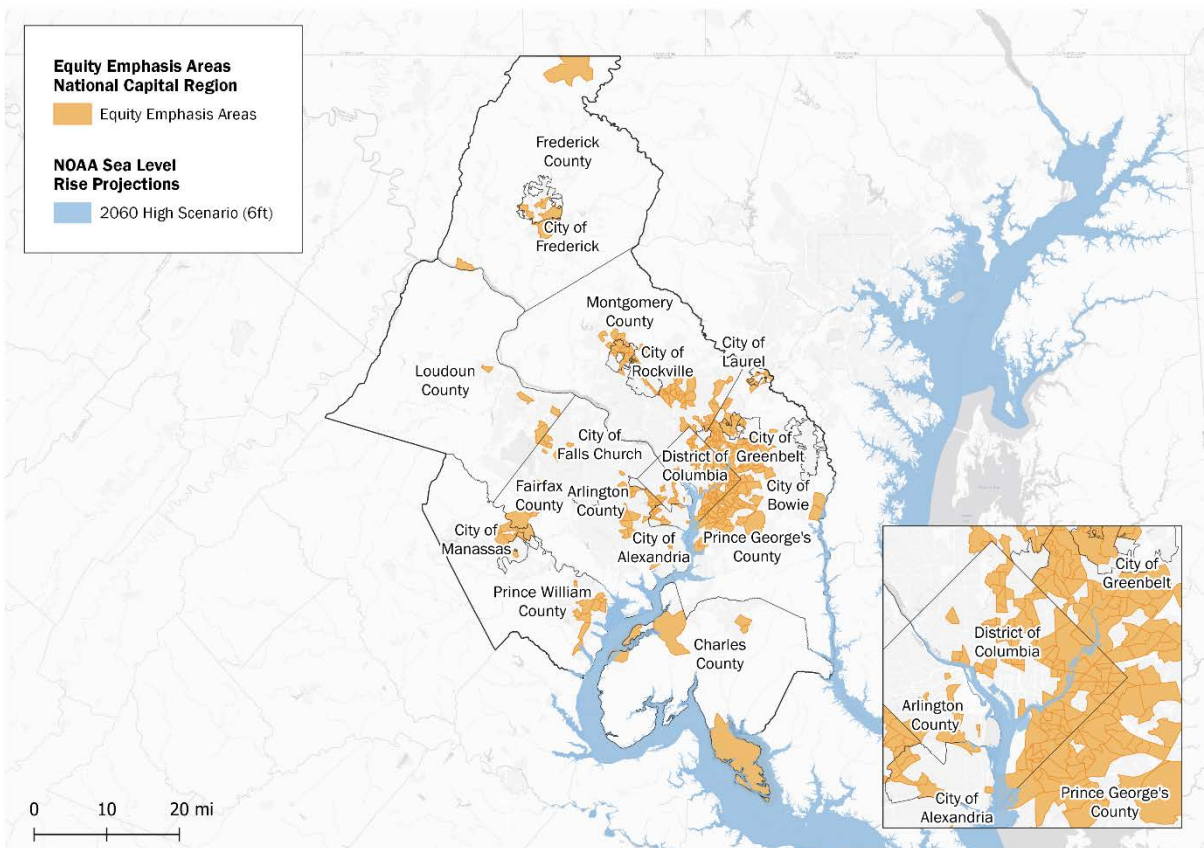 Equity Emphasis Areas
National Capital Region
Equity Emphasis Areas
NOAA Sea Level
Rise Projections
2060 High Scenario (6ft)
Frederick
County
City of
Frederick
Montgomery
County
City of
Rockville
City of
Laurel
Loudoun
County
City of
Falls Church
District of
Columbia
City of
Greenbelt
Fairfax
County
Arlington
County
City of
Bowie
City of
Manassas
City of
Alexandria
Prince George's
County
Prince William
County
Charles
County
0 10 20 mi
City of
Greenbelt
District of
Columbia
Arlington
County
City of
Alexandria
Prince George's
County